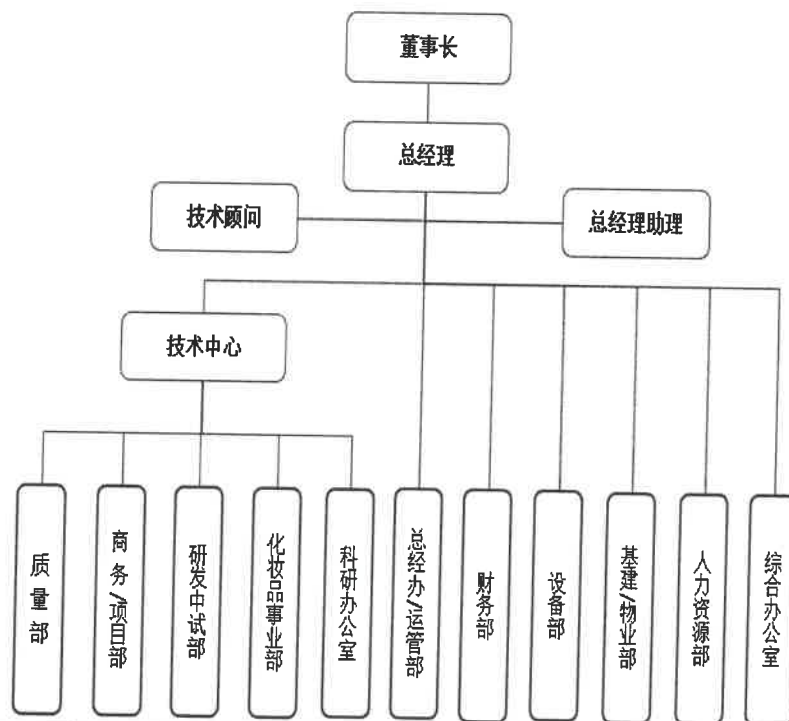 董事长
总经理
技术顾问
总经理助理
技术中心
质量部
商务/项目部
研发中试部
化妆品事业部
科研办公室
总经办/运管部
财务部
设备部
基建/物业部
人力资源部
综合办公室